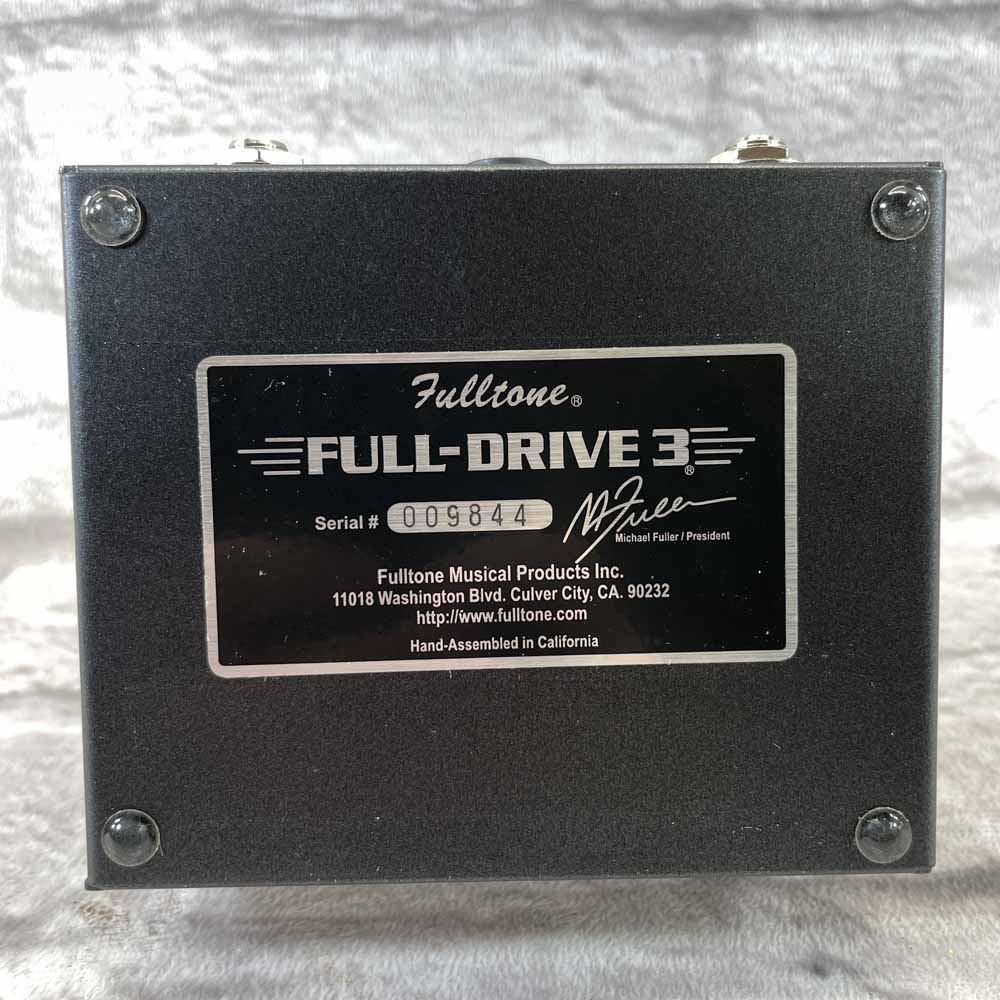 Fulltone®
FULL-DRIVE 3®
Serial # 009844
M Fuller
Michael Fuller / President
Fulltone Musical Products Inc.
11018 Washington Blvd. Culver City, CA. 90232
http://www.fulltone.com
Hand-Assembled in California